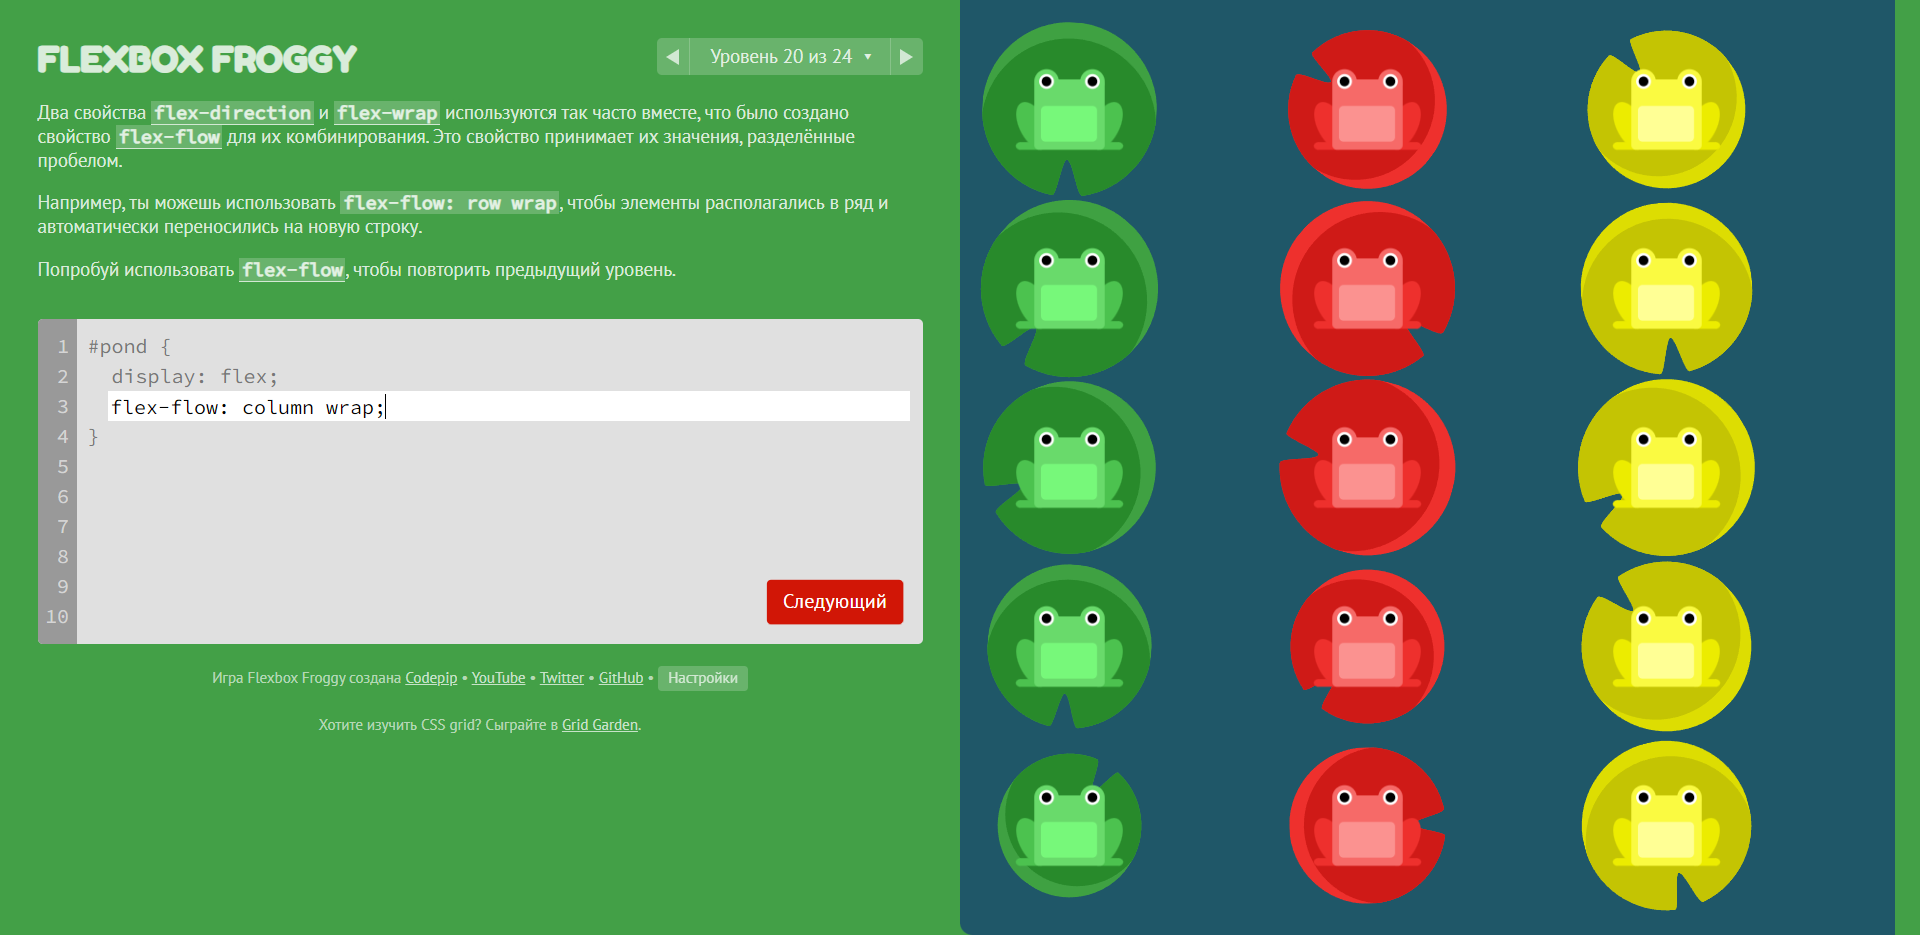 FLEXBOX FROGGY
◀ Уровень 20 из 24 ▼ ▶
Два свойства flex-direction и flex-wrap используются так часто вместе, что было создано
свойство flex-flow для их комбинирования. Это свойство принимает их значения, разделённые
пробелом.
Например, ты можешь использовать flex-flow: row wrap, чтобы элементы располагались в ряд и
автоматически переносились на новую строку.
Попробуй использовать flex-flow, чтобы повторить предыдущий уровень.
1 #pond {
2 display: flex;
3 flex-flow: column wrap;
4 }
5
6
7
8
9
10
Следующий
Игра Flexbox Froggy создана Codepip • YouTube • Twitter • GitHub • Настройки
Хотите изучить CSS grid? Сыграйте в Grid Garden.